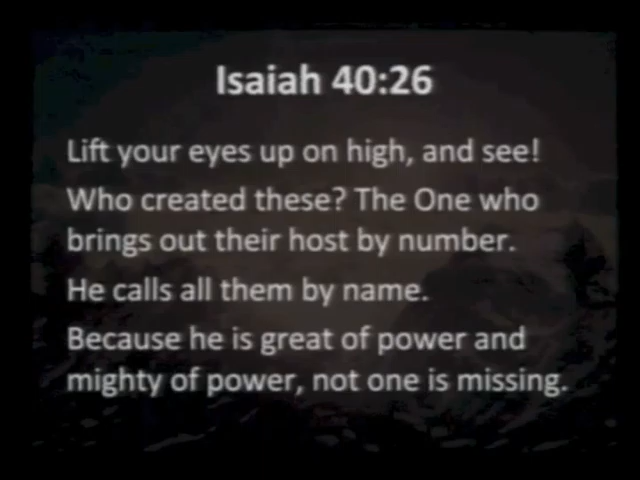 Isaiah 40:26
Lift your eyes up on high, and see!
Who created these? The One who
brings out their host by number.
He calls all them by name.
Because he is great of power and
mighty of power, not one is missing.